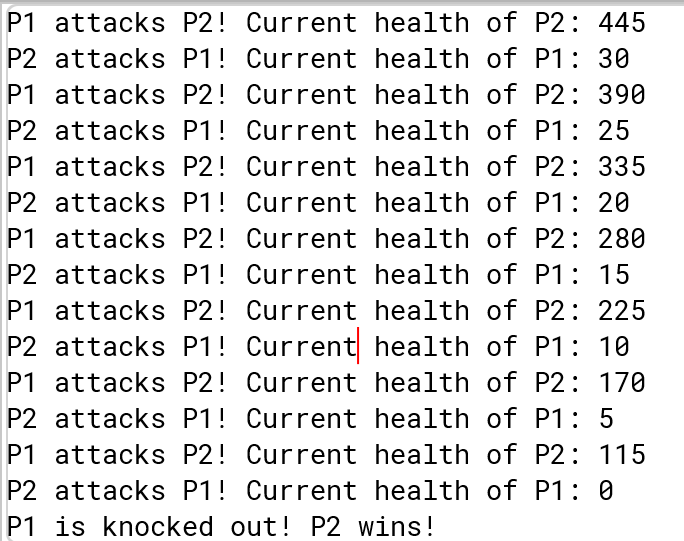 P1 attacks P2! Current health of P2: 445
P2 attacks P1! Current health of P1: 30
P1 attacks P2! Current health of P2: 390
P2 attacks P1! Current health of P1: 25
P1 attacks P2! Current health of P2: 335
P2 attacks P1! Current health of P1: 20
P1 attacks P2! Current health of P2: 280
P2 attacks P1! Current health of P1: 15
P1 attacks P2! Current health of P2: 225
P2 attacks P1! Current health of P1: 10
P1 attacks P2! Current health of P2: 170
P2 attacks P1! Current health of P1: 5
P1 attacks P2! Current health of P2: 115
P2 attacks P1! Current health of P1: 0
P1 is knocked out! P2 wins!